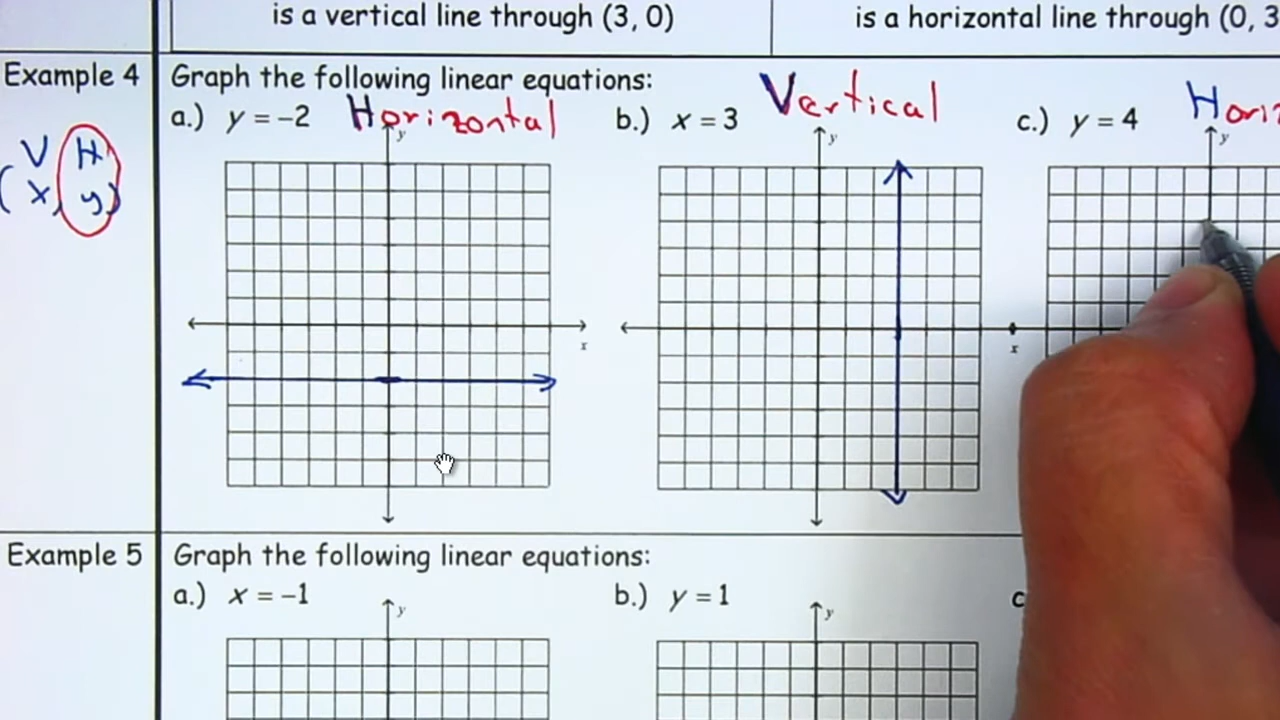 is a vertical line through (3, 0)
is a horizontal line through (0, 3
Example 4
Graph the following linear equations:
a.) y = -2 Horizontal
b.) x = 3 Vertical
c.) y = 4 Hori
V H
(x, y)
y
x
y
x
y
Example 5
Graph the following linear equations:
a.) x = -1
b.) y = 1
c
y
y